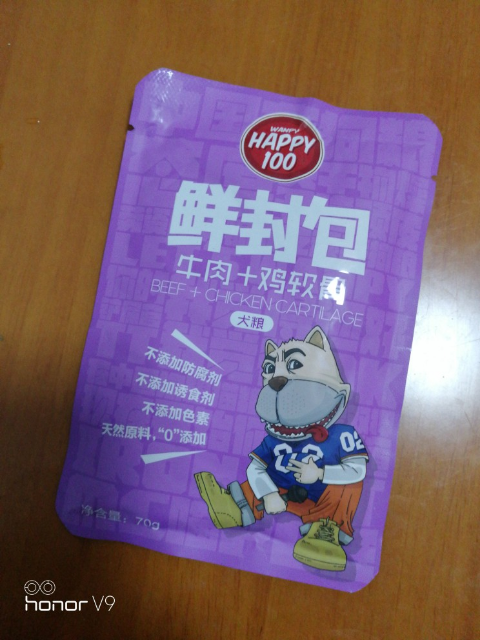 WANPY
HAPPY
100
鲜封包
牛肉+鸡软骨
BEEF + CHICKEN CARTILAGE
犬粮
不添加防腐剂
不添加诱食剂
不添加色素
天然原料,“0”添加
02
02
净含量: 70g
honor V9